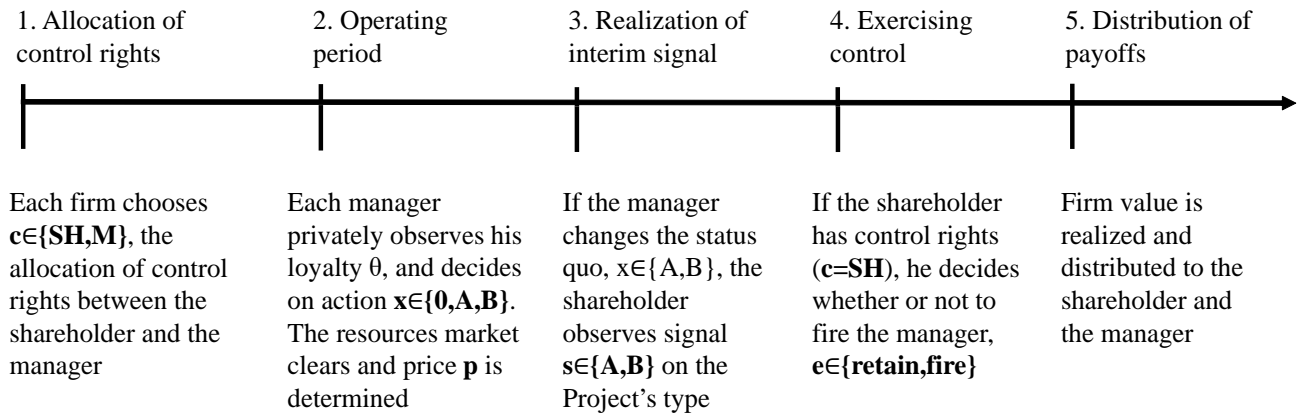 1. Allocation of
control rights
2. Operating
period
3. Realization of
interim signal
4. Exercising
control
5. Distribution of
payoffs
Each firm chooses
c∈{SH,M}, the
allocation of control
rights between the
shareholder and the
manager
Each manager
privately observes his
loyalty θ, and decides
on action x∈{0,A,B}.
The resources market
clears and price p is
determined
If the manager
changes the status
quo, x∈{A,B}, the
shareholder
observes signal
s∈{A,B} on the
Project's type
If the shareholder
has control rights
(c=SH), he decides
whether or not to
fire the manager,
e∈{retain,fire}
Firm value is
realized and
distributed to the
shareholder and
the manager